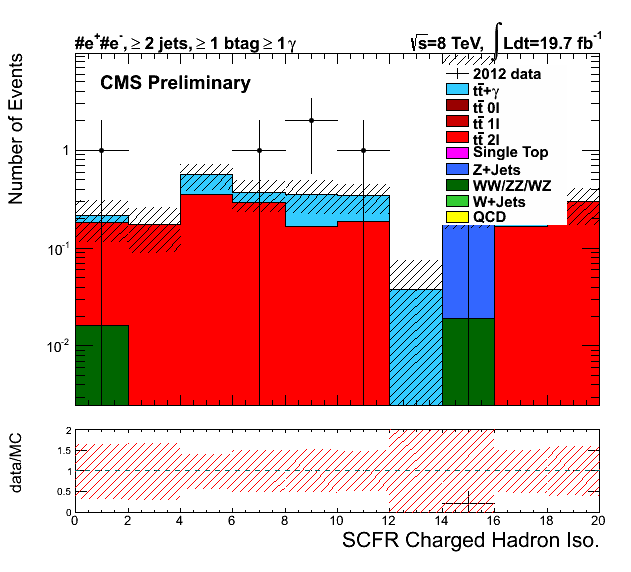 #e⁺#e⁻, ≥ 2 jets, ≥ 1 btag ≥ 1γ
√s=8 TeV, ∫Ldt=19.7 fb⁻¹
CMS Preliminary
2012 data
tt̄+γ
tt̄ 0l
tt̄ 1l
tt̄ 2l
Single Top
Z+Jets
WW/ZZ/WZ
W+Jets
QCD
Number of Events
1
10⁻¹
10⁻²
data/MC
2
1.5
1
0.5
0
0 2 4 6 8 10 12 14 16 18 20
SCFR Charged Hadron Iso.